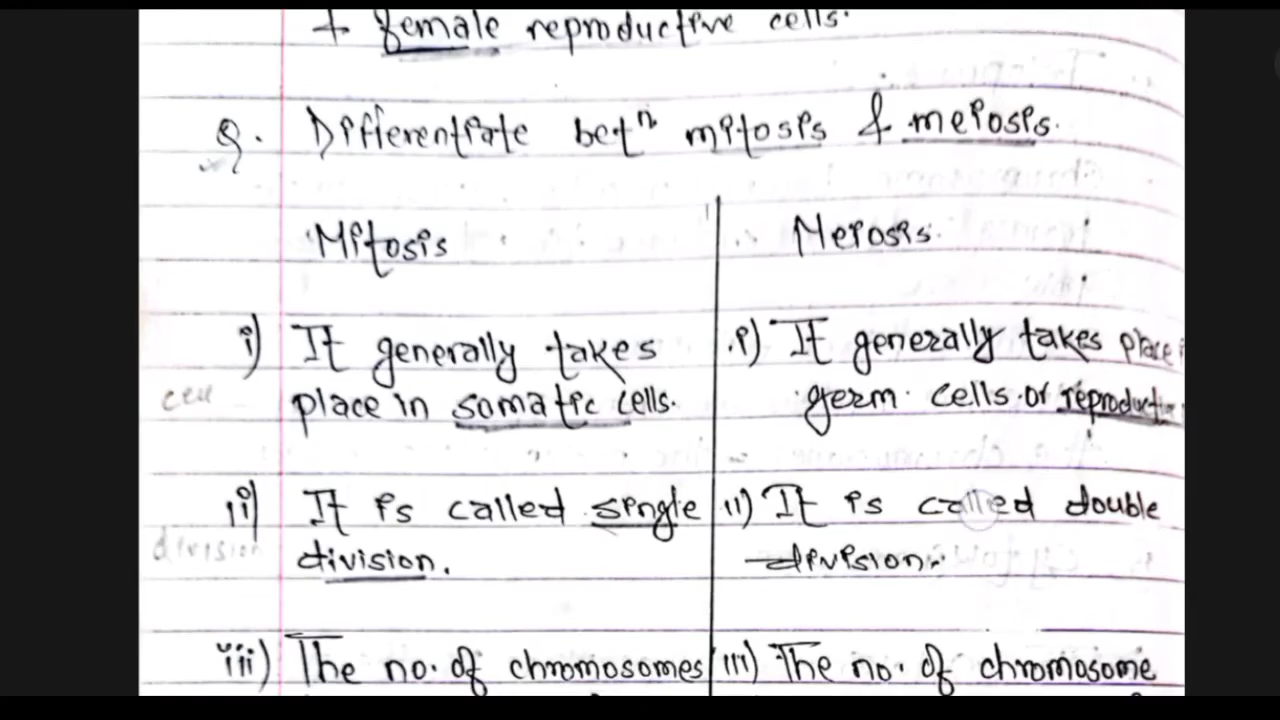 + female reproductive cells.
Q. Differentiate betn mitosis & meiosis.
Mitosis Meiosis.
i) It generally takes i) It generally takes place
cell place in somatic cells. germ cells or reproduct
ii) It is called single ii) It is called double
division division. division.
iii) The no. of chromosomes iii) The no. of chromosome